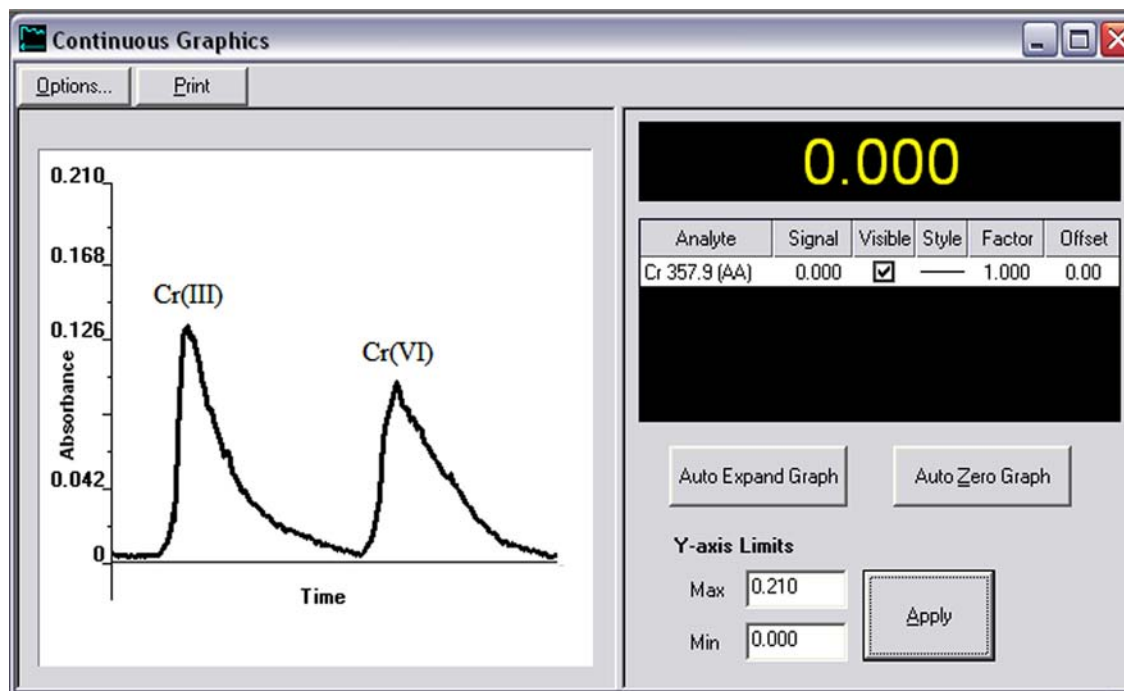 Continuous Graphics
Options... Print
0.210
0.168
Cr(III)
0.126
Cr(VI)
Absorbance
0.042
0
Time
0.000
Analyte Signal Visible Style Factor Offset
Cr 357.9 (AA) 0.000 1.000 0.00
Auto Expand Graph Auto Zero Graph
Y-axis Limits
Max 0.210
Min 0.000
Apply